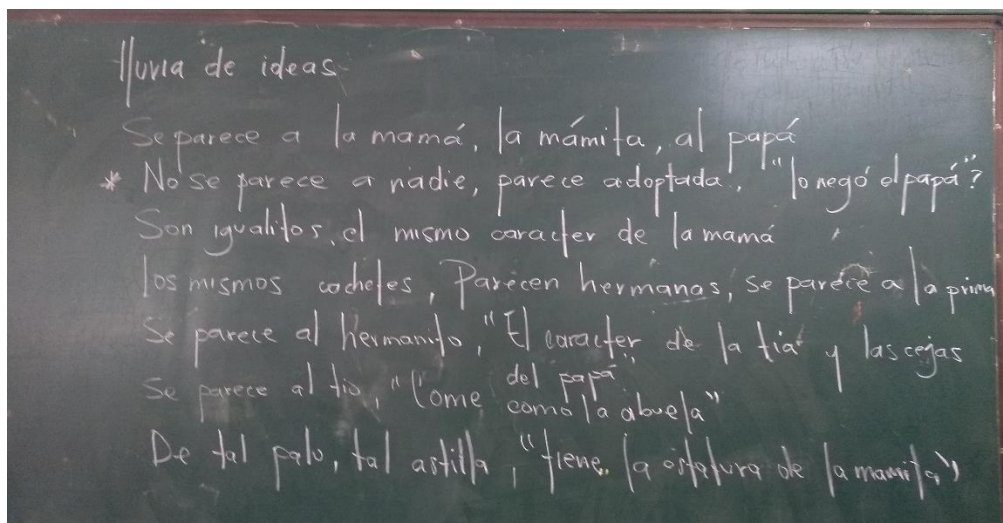 lluvia de ideas
Se parece a la mamá, la mámita, al papá
* No se parece a nadie, parece adoptada, "lo negó el papá"?
Son igualitos, el mismo caracter de la mamá
los mismos cachetes, Parecen hermanas, se parece a la prima
Se parece al hermanito, "El caracter de la tia" y las cejas
del papá
Se parece al tio, "Come como la abuela"
De tal palo, tal astilla, "tiene la estatura de la mamita"